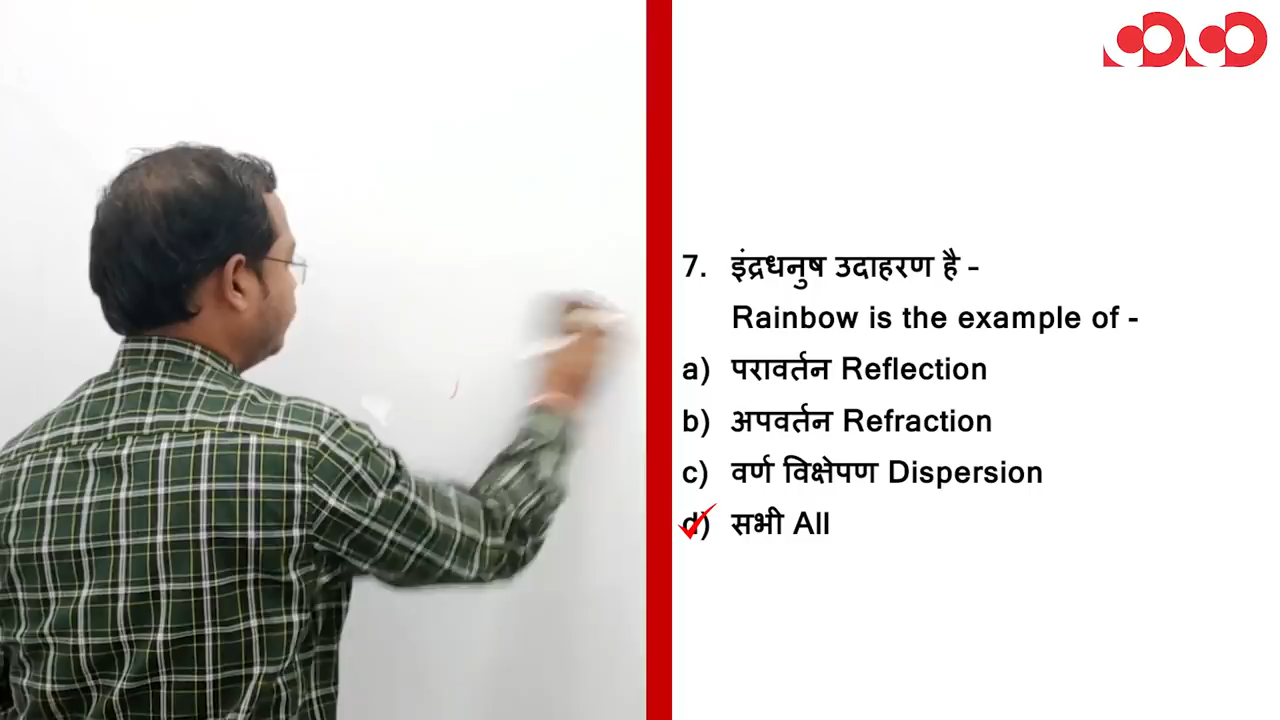 7. इंद्रधनुष उदाहरण है -
Rainbow is the example of -
a) परावर्तन Reflection
b) अपवर्तन Refraction
c) वर्ण विक्षेपण Dispersion
d) सभी All